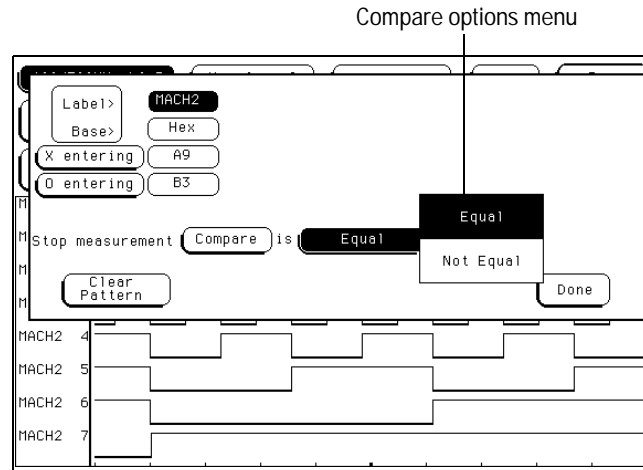 Compare options menu
Label> MACH2
Base> Hex
X entering A9
O entering B3
Equal
Stop measurement Compare is Equal
Not Equal
Clear
Pattern
Done
MACH2 4
MACH2 5
MACH2 6
MACH2 7